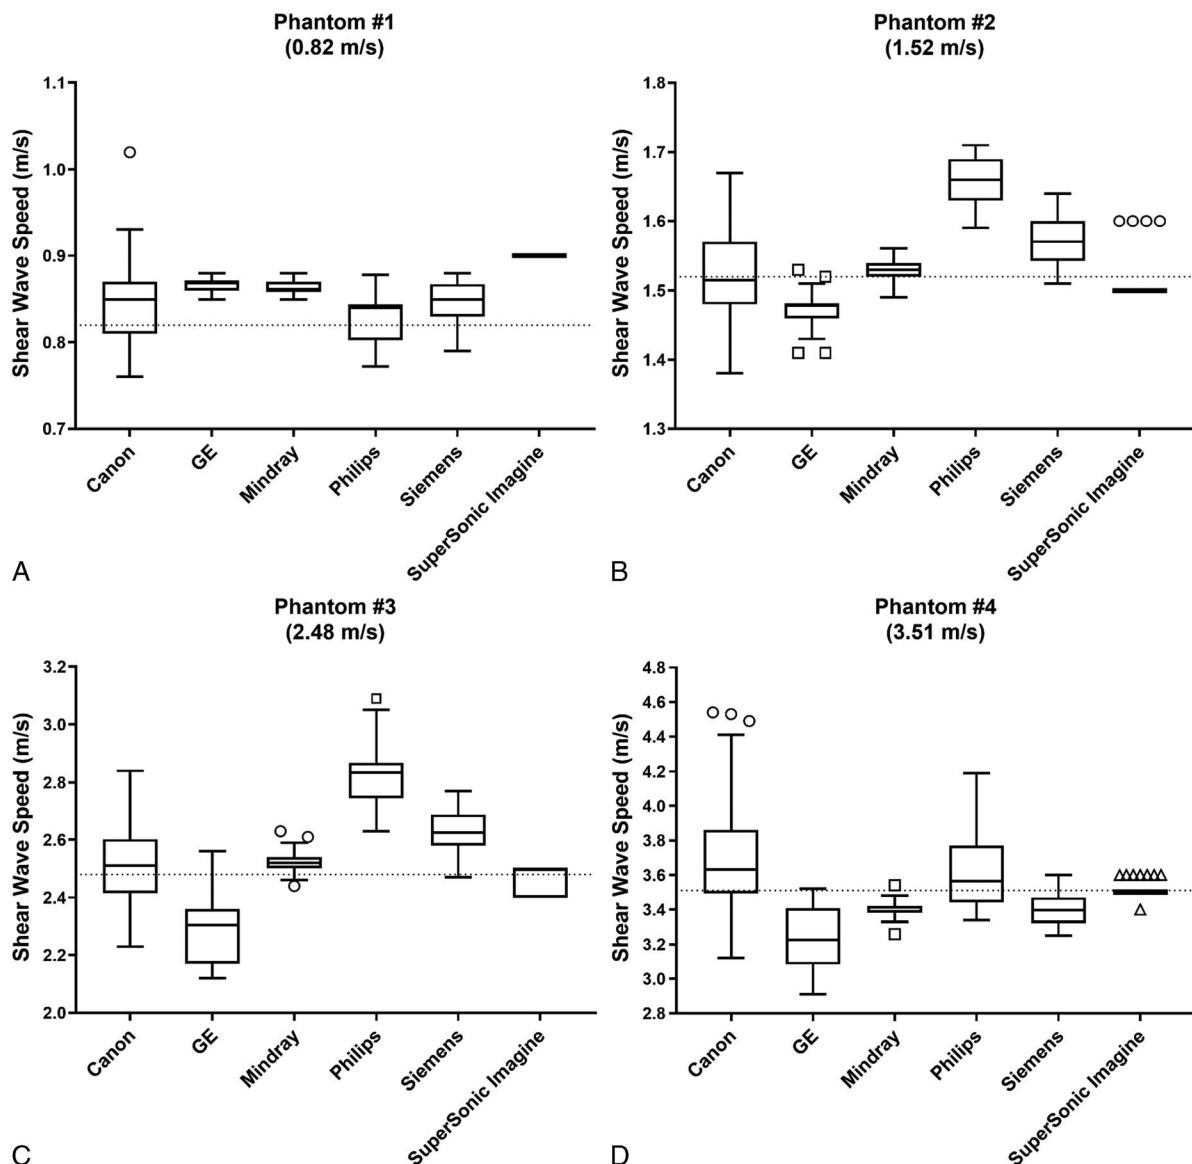 Phantom #1
(0.82 m/s)
Shear Wave Speed (m/s)
1.1
1.0
0.9
0.8
0.7
Canon
GE
Mindray
Philips
Siemens
SuperSonic Imagine
A
Phantom #2
(1.52 m/s)
Shear Wave Speed (m/s)
1.8
1.7
1.6
1.5
1.4
1.3
Canon
GE
Mindray
Philips
Siemens
SuperSonic Imagine
B
Phantom #3
(2.48 m/s)
Shear Wave Speed (m/s)
3.2
3.0
2.8
2.6
2.4
2.2
2.0
Canon
GE
Mindray
Philips
Siemens
SuperSonic Imagine
C
Phantom #4
(3.51 m/s)
Shear Wave Speed (m/s)
4.8
4.6
4.4
4.2
4.0
3.8
3.6
3.4
3.2
3.0
2.8
Canon
GE
Mindray
Philips
Siemens
SuperSonic Imagine
D